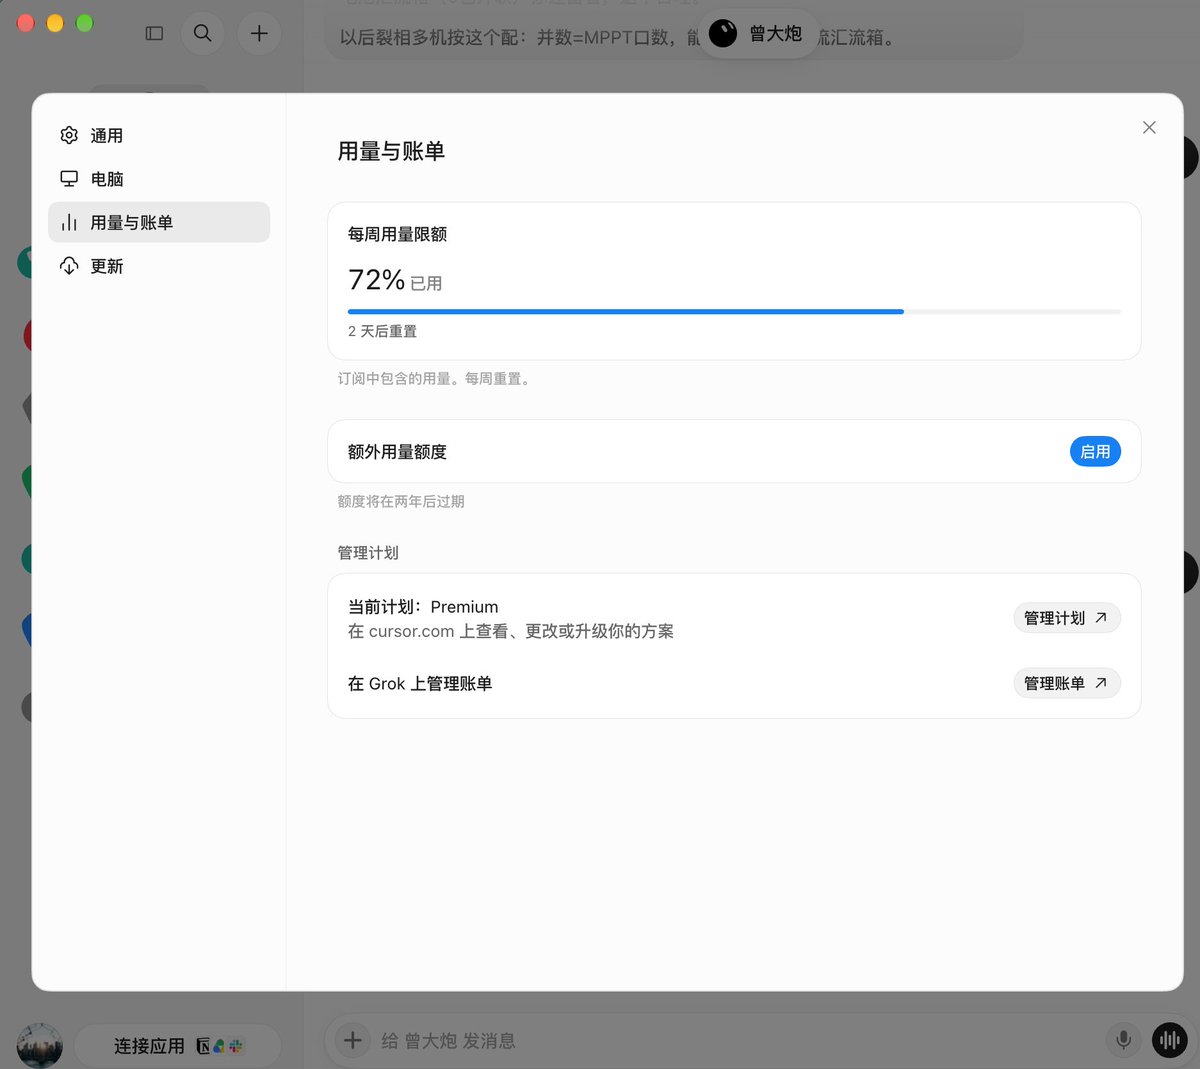 以后裂相多机按这个配：并数=MPPT口数，能
曾大炮
流汇流箱。
通用
电脑
用量与账单
更新
用量与账单
每周用量限额
72% 已用
2 天后重置
订阅中包含的用量。每周重置。
额外用量额度
启用
额度将在两年后过期
管理计划
当前计划：Premium
管理计划
在 cursor.com 上查看、更改或升级你的方案
在 Grok 上管理账单
管理账单
连接应用
给 曾大炮 发消息